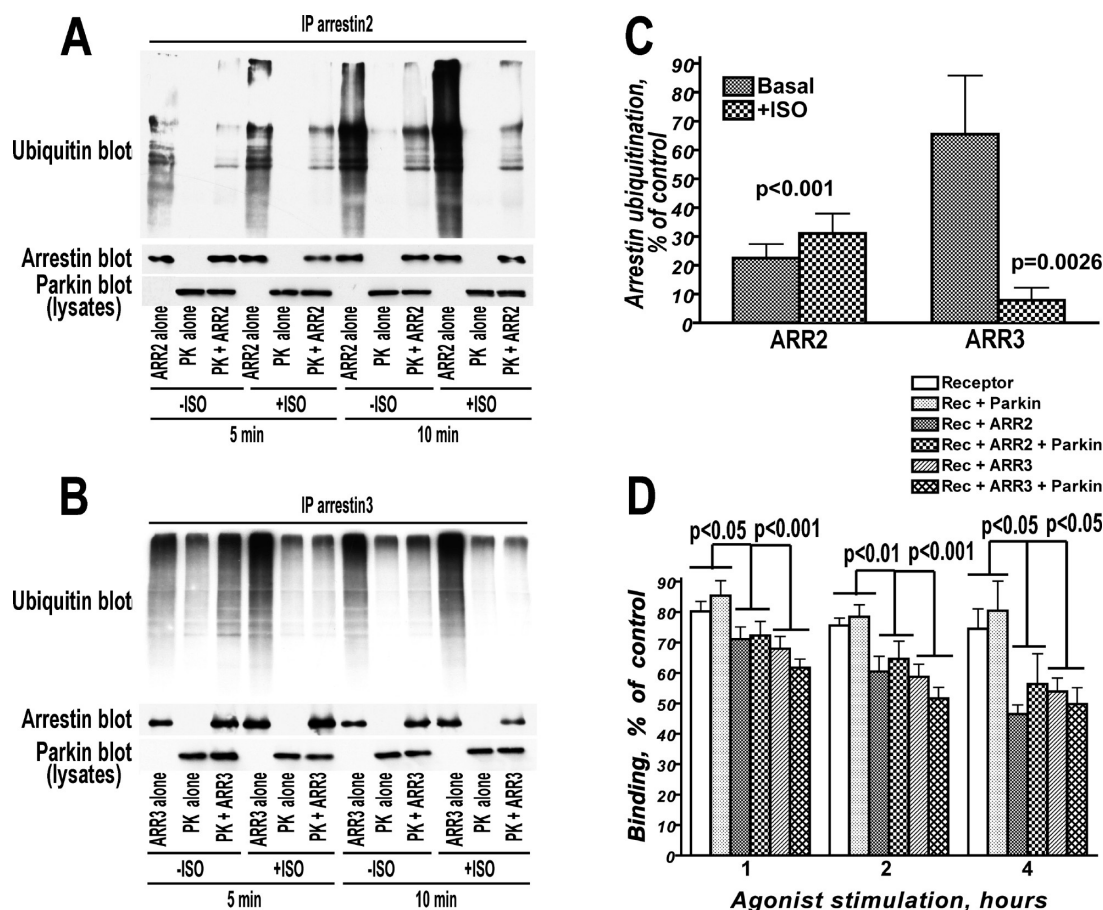 A
IP arrestin2
Ubiquitin blot
Arrestin blot
Parkin blot
(lysates)
ARR2 alone
PK alone
PK + ARR2
ARR2 alone
PK alone
PK + ARR2
ARR2 alone
PK alone
PK + ARR2
ARR2 alone
PK alone
PK + ARR2
-ISO
+ISO
-ISO
+ISO
5 min
10 min
B
IP arrestin3
Ubiquitin blot
Arrestin blot
Parkin blot
(lysates)
ARR3 alone
PK alone
PK + ARR3
ARR3 alone
PK alone
PK + ARR3
ARR3 alone
PK alone
PK + ARR3
ARR3 alone
PK alone
PK + ARR3
-ISO
+ISO
-ISO
+ISO
5 min
10 min
C
Arrestin ubiquitination,
% of control
90
80
70
60
50
40
30
20
10
0
Basal
+ISO
p<0.001
p=0.0026
ARR2
ARR3
Receptor
Rec + Parkin
Rec + ARR2
Rec + ARR2 + Parkin
Rec + ARR3
Rec + ARR3 + Parkin
D
p<0.05
p<0.001
p<0.01
p<0.001
p<0.05
p<0.05
Binding, % of control
90
80
70
60
50
40
30
20
10
0
1
2
4
Agonist stimulation, hours